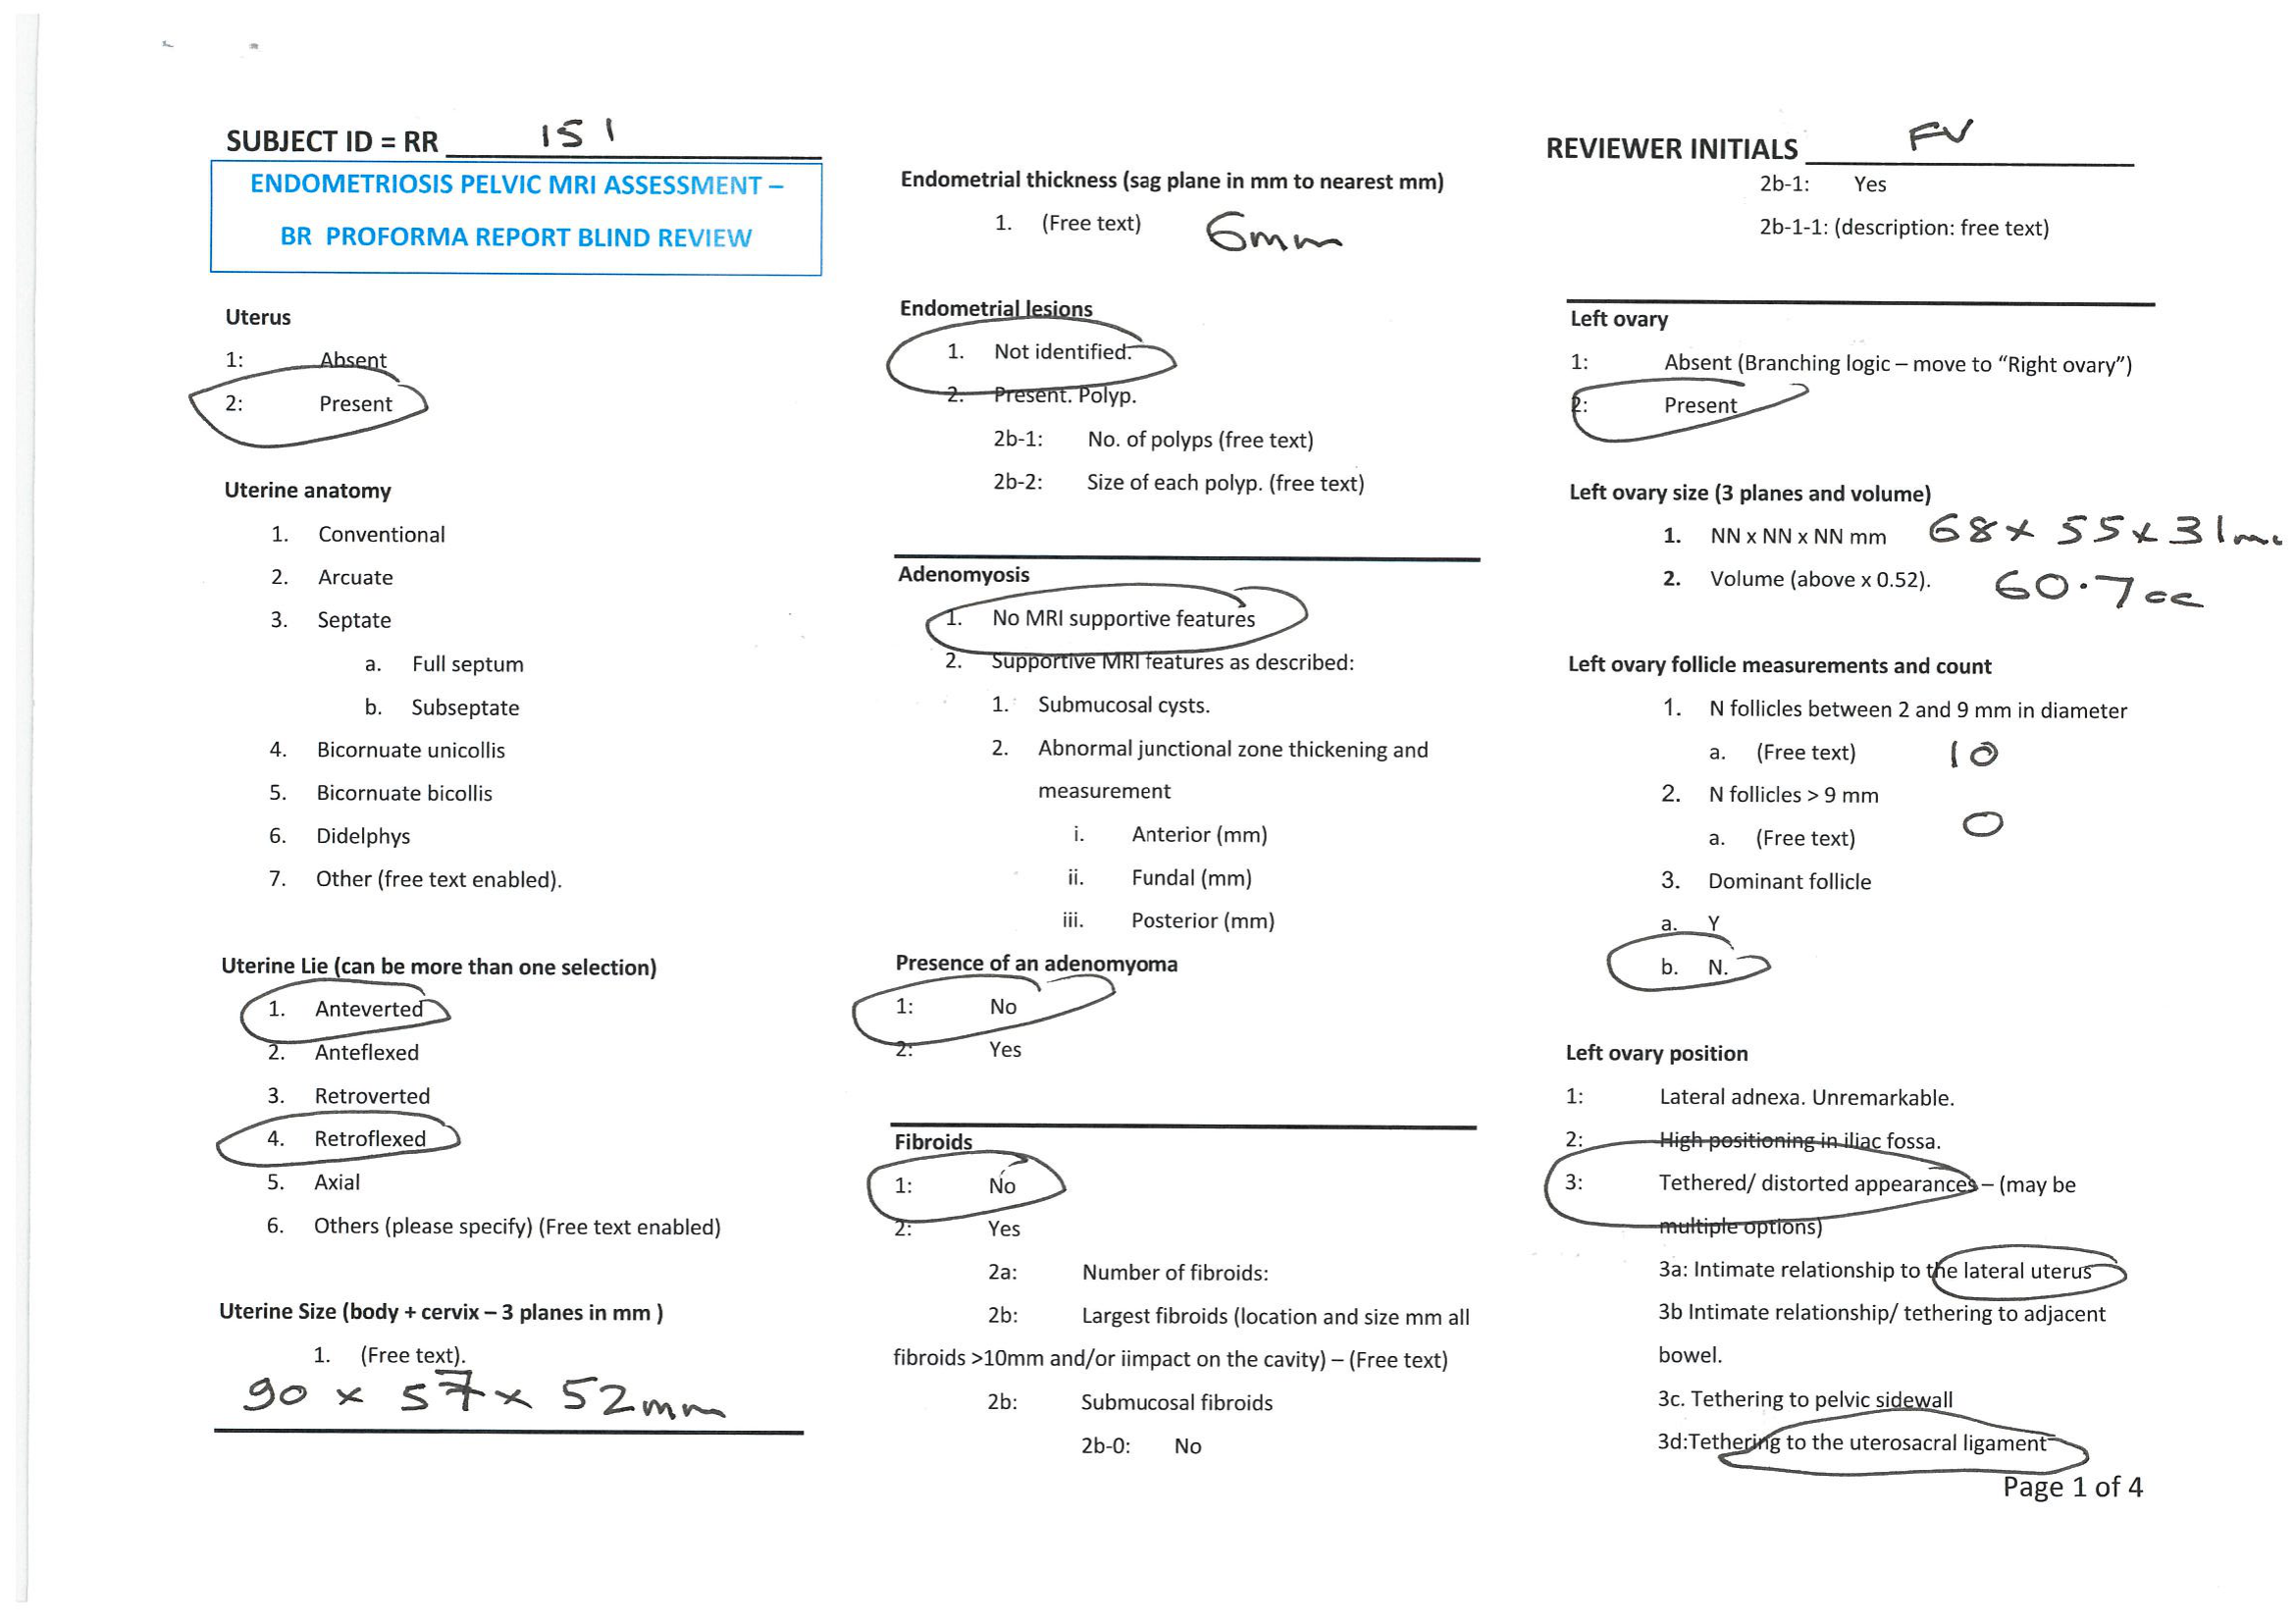 SUBJECT ID = RR 151
ENDOMETRIOSIS PELVIC MRI ASSESSMENT –
BR PROFORMA REPORT BLIND REVIEW
Uterus
1: Absent
2: Present
Uterine anatomy
1. Conventional
2. Arcuate
3. Septate
a. Full septum
b. Subseptate
4. Bicornuate unicollis
5. Bicornuate bicollis
6. Didelphys
7. Other (free text enabled).
Uterine Lie (can be more than one selection)
1. Anteverted
2. Anteflexed
3. Retroverted
4. Retroflexed
5. Axial
6. Others (please specify) (Free text enabled)
Uterine Size (body + cervix – 3 planes in mm )
1. (Free text).
90 x 57 x 52mm
Endometrial thickness (sag plane in mm to nearest mm)
1. (Free text) 6mm
Endometrial lesions
1. Not identified.
2. Present. Polyp.
2b-1: No. of polyps (free text)
2b-2: Size of each polyp. (free text)
Adenomyosis
1. No MRI supportive features
2. Supportive MRI features as described:
1. Submucosal cysts.
2. Abnormal junctional zone thickening and
measurement
i. Anterior (mm)
ii. Fundal (mm)
iii. Posterior (mm)
Presence of an adenomyoma
1: No
2: Yes
Fibroids
1: No
2: Yes
2a: Number of fibroids:
2b: Largest fibroids (location and size mm all
fibroids >10mm and/or iimpact on the cavity) – (Free text)
2b: Submucosal fibroids
2b-0: No
REVIEWER INITIALS FV
2b-1: Yes
2b-1-1: (description: free text)
Left ovary
1: Absent (Branching logic – move to “Right ovary”)
2: Present
Left ovary size (3 planes and volume)
1. NN x NN x NN mm 68 x 55 x 31mm
2. Volume (above x 0.52). 60.7cc
Left ovary follicle measurements and count
1. N follicles between 2 and 9 mm in diameter
a. (Free text) 10
2. N follicles > 9 mm
a. (Free text) 0
3. Dominant follicle
a. Y
b. N.
Left ovary position
1: Lateral adnexa. Unremarkable.
2: High positioning in iliac fossa.
3: Tethered/ distorted appearances – (may be
multiple options)
3a: Intimate relationship to the lateral uterus
3b Intimate relationship/ tethering to adjacent
bowel.
3c. Tethering to pelvic sidewall
3d:Tethering to the uterosacral ligament
Page 1 of 4